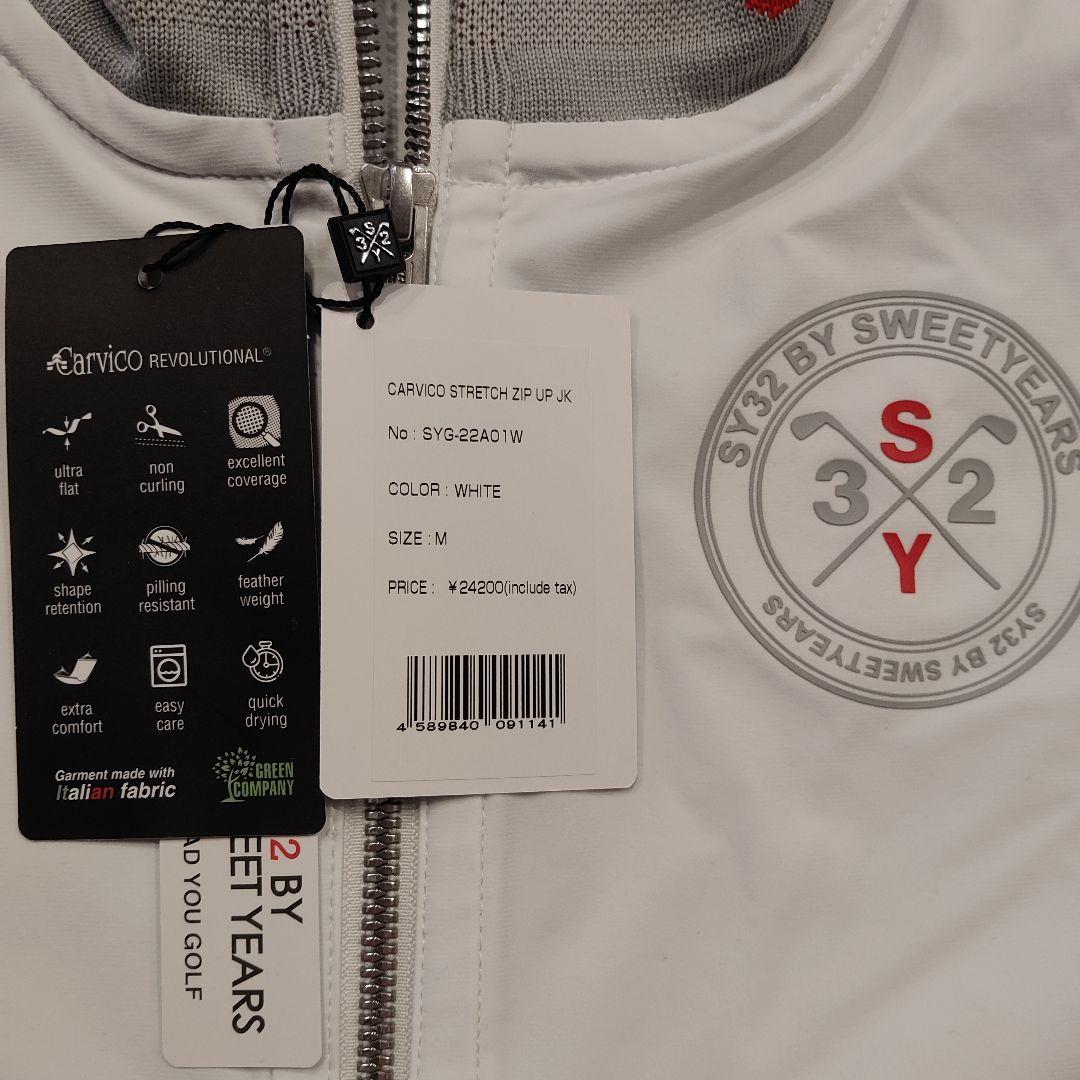 Carvico REVOLUTIONAL®
ultra
flat
non
curling
excellent
coverage
shape
retention
pilling
resistant
feather
weight
extra
comfort
easy
care
quick
drying
Garment made with
Italian fabric
GREEN
COMPANY
S
3 2
Y
CARVICO STRETCH ZIP UP JK
No : SYG-22A01W
COLOR : WHITE
SIZE : M
PRICE : ¥24200(include tax)
4 589840 091141
2 BY
EET YEARS
AD YOU GOLF
SY32 BY SWEETYEARS
S
3 2
Y
SY32 BY SWEETYEARS